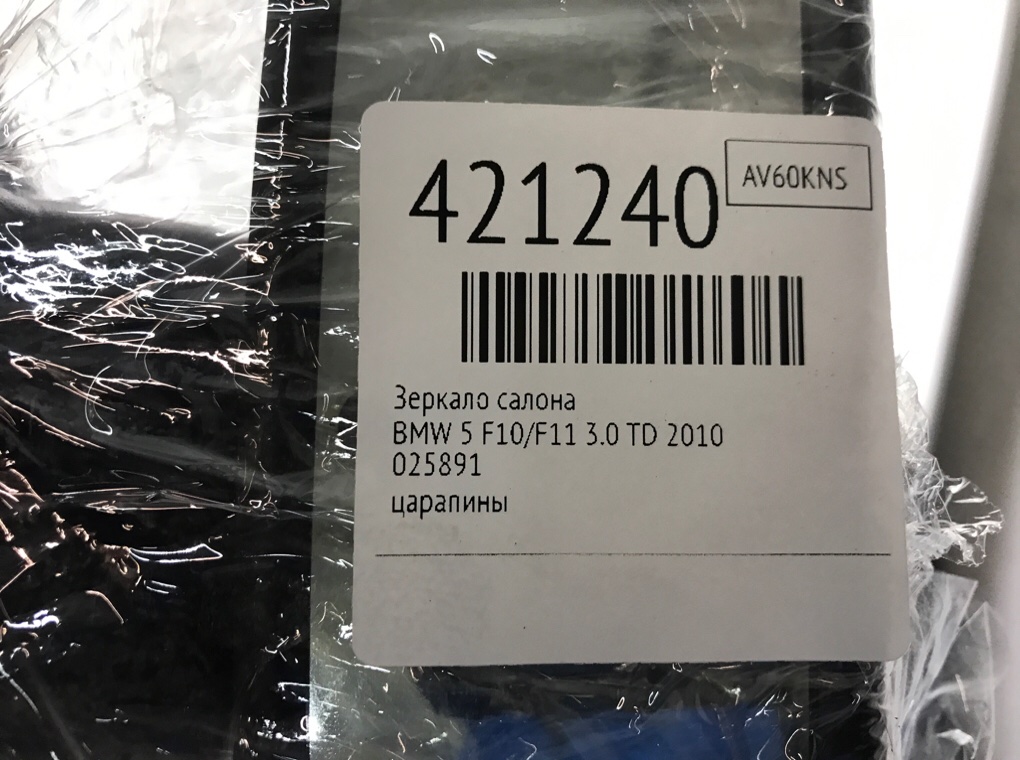 421240
AV60KNS
Зеркало салона
BMW 5 F10/F11 3.0 TD 2010
025891
царапины